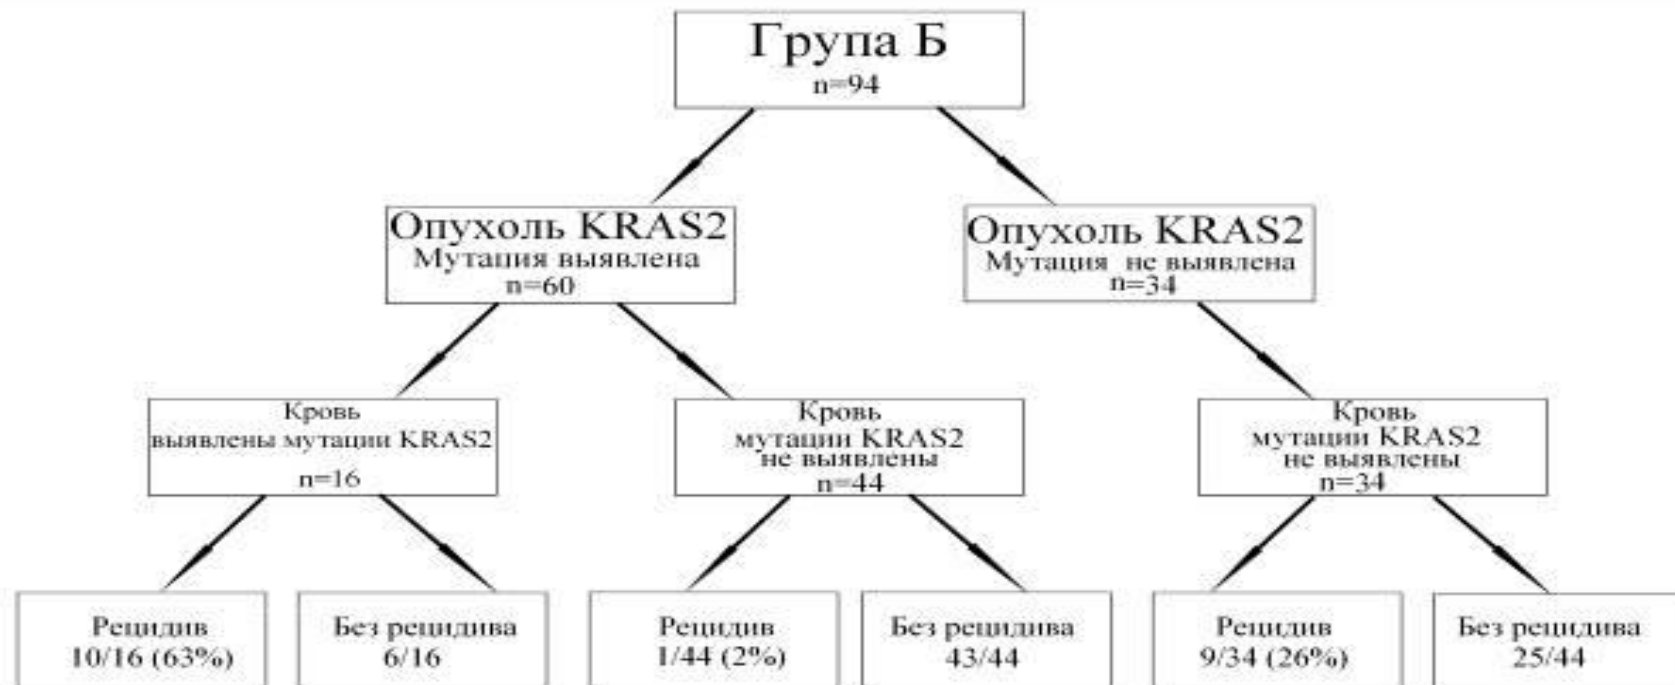 Група Б
n=94
Опухоль KRAS2
Мутация выявлена
n=60
Опухоль KRAS2
Мутация не выявлена
n=34
Кровь
выявлены мутации KRAS2
n=16
Кровь
мутации KRAS2
не выявлены
n=44
Кровь
мутации KRAS2
не выявлены
n=34
Рецидив
10/16 (63%)
Без рецидива
6/16
Рецидив
1/44 (2%)
Без рецидива
43/44
Рецидив
9/34 (26%)
Без рецидива
25/44